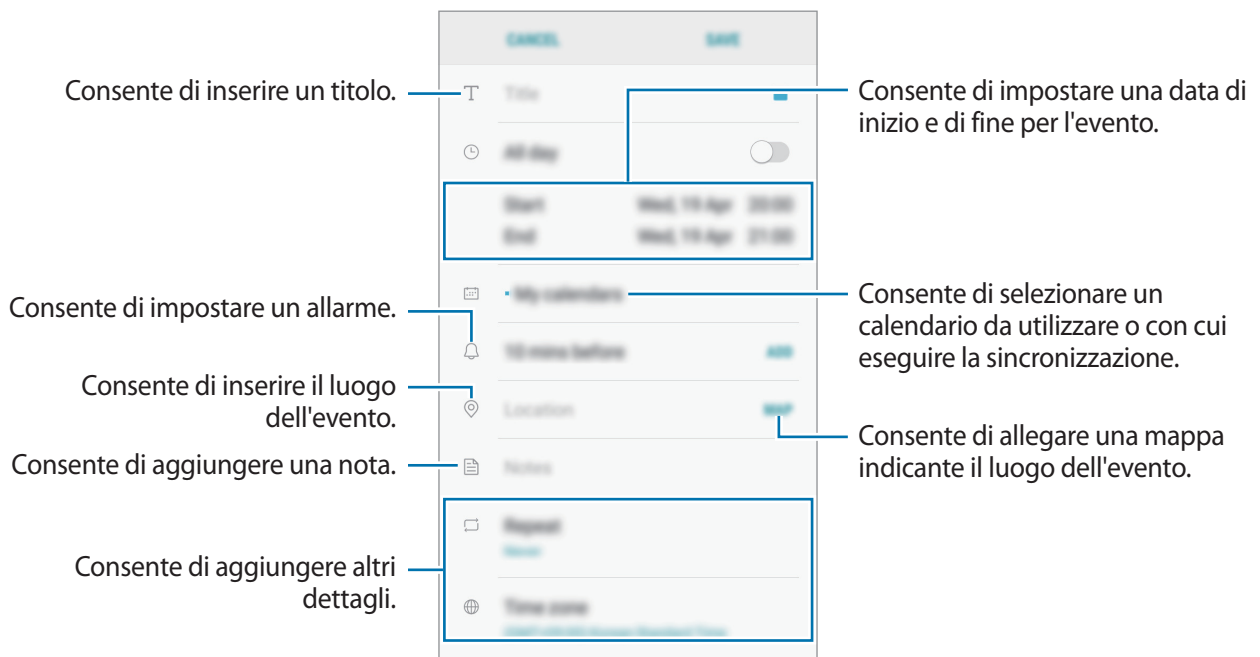 CANCEL SAVE
Consente di inserire un titolo.
Title
Consente di impostare una data di
inizio e di fine per l'evento.
All day
Start Wed, 19 Apr 20:00
End Wed, 19 Apr 21:00
My calendars
Consente di selezionare un
calendario da utilizzare o con cui
eseguire la sincronizzazione.
Consente di impostare un allarme.
10 mins before ADD
Consente di inserire il luogo
dell'evento.
Location MAP
Consente di allegare una mappa
indicante il luogo dell'evento.
Consente di aggiungere una nota.
Notes
Repeat
Never
Consente di aggiungere altri
dettagli.
Time zone